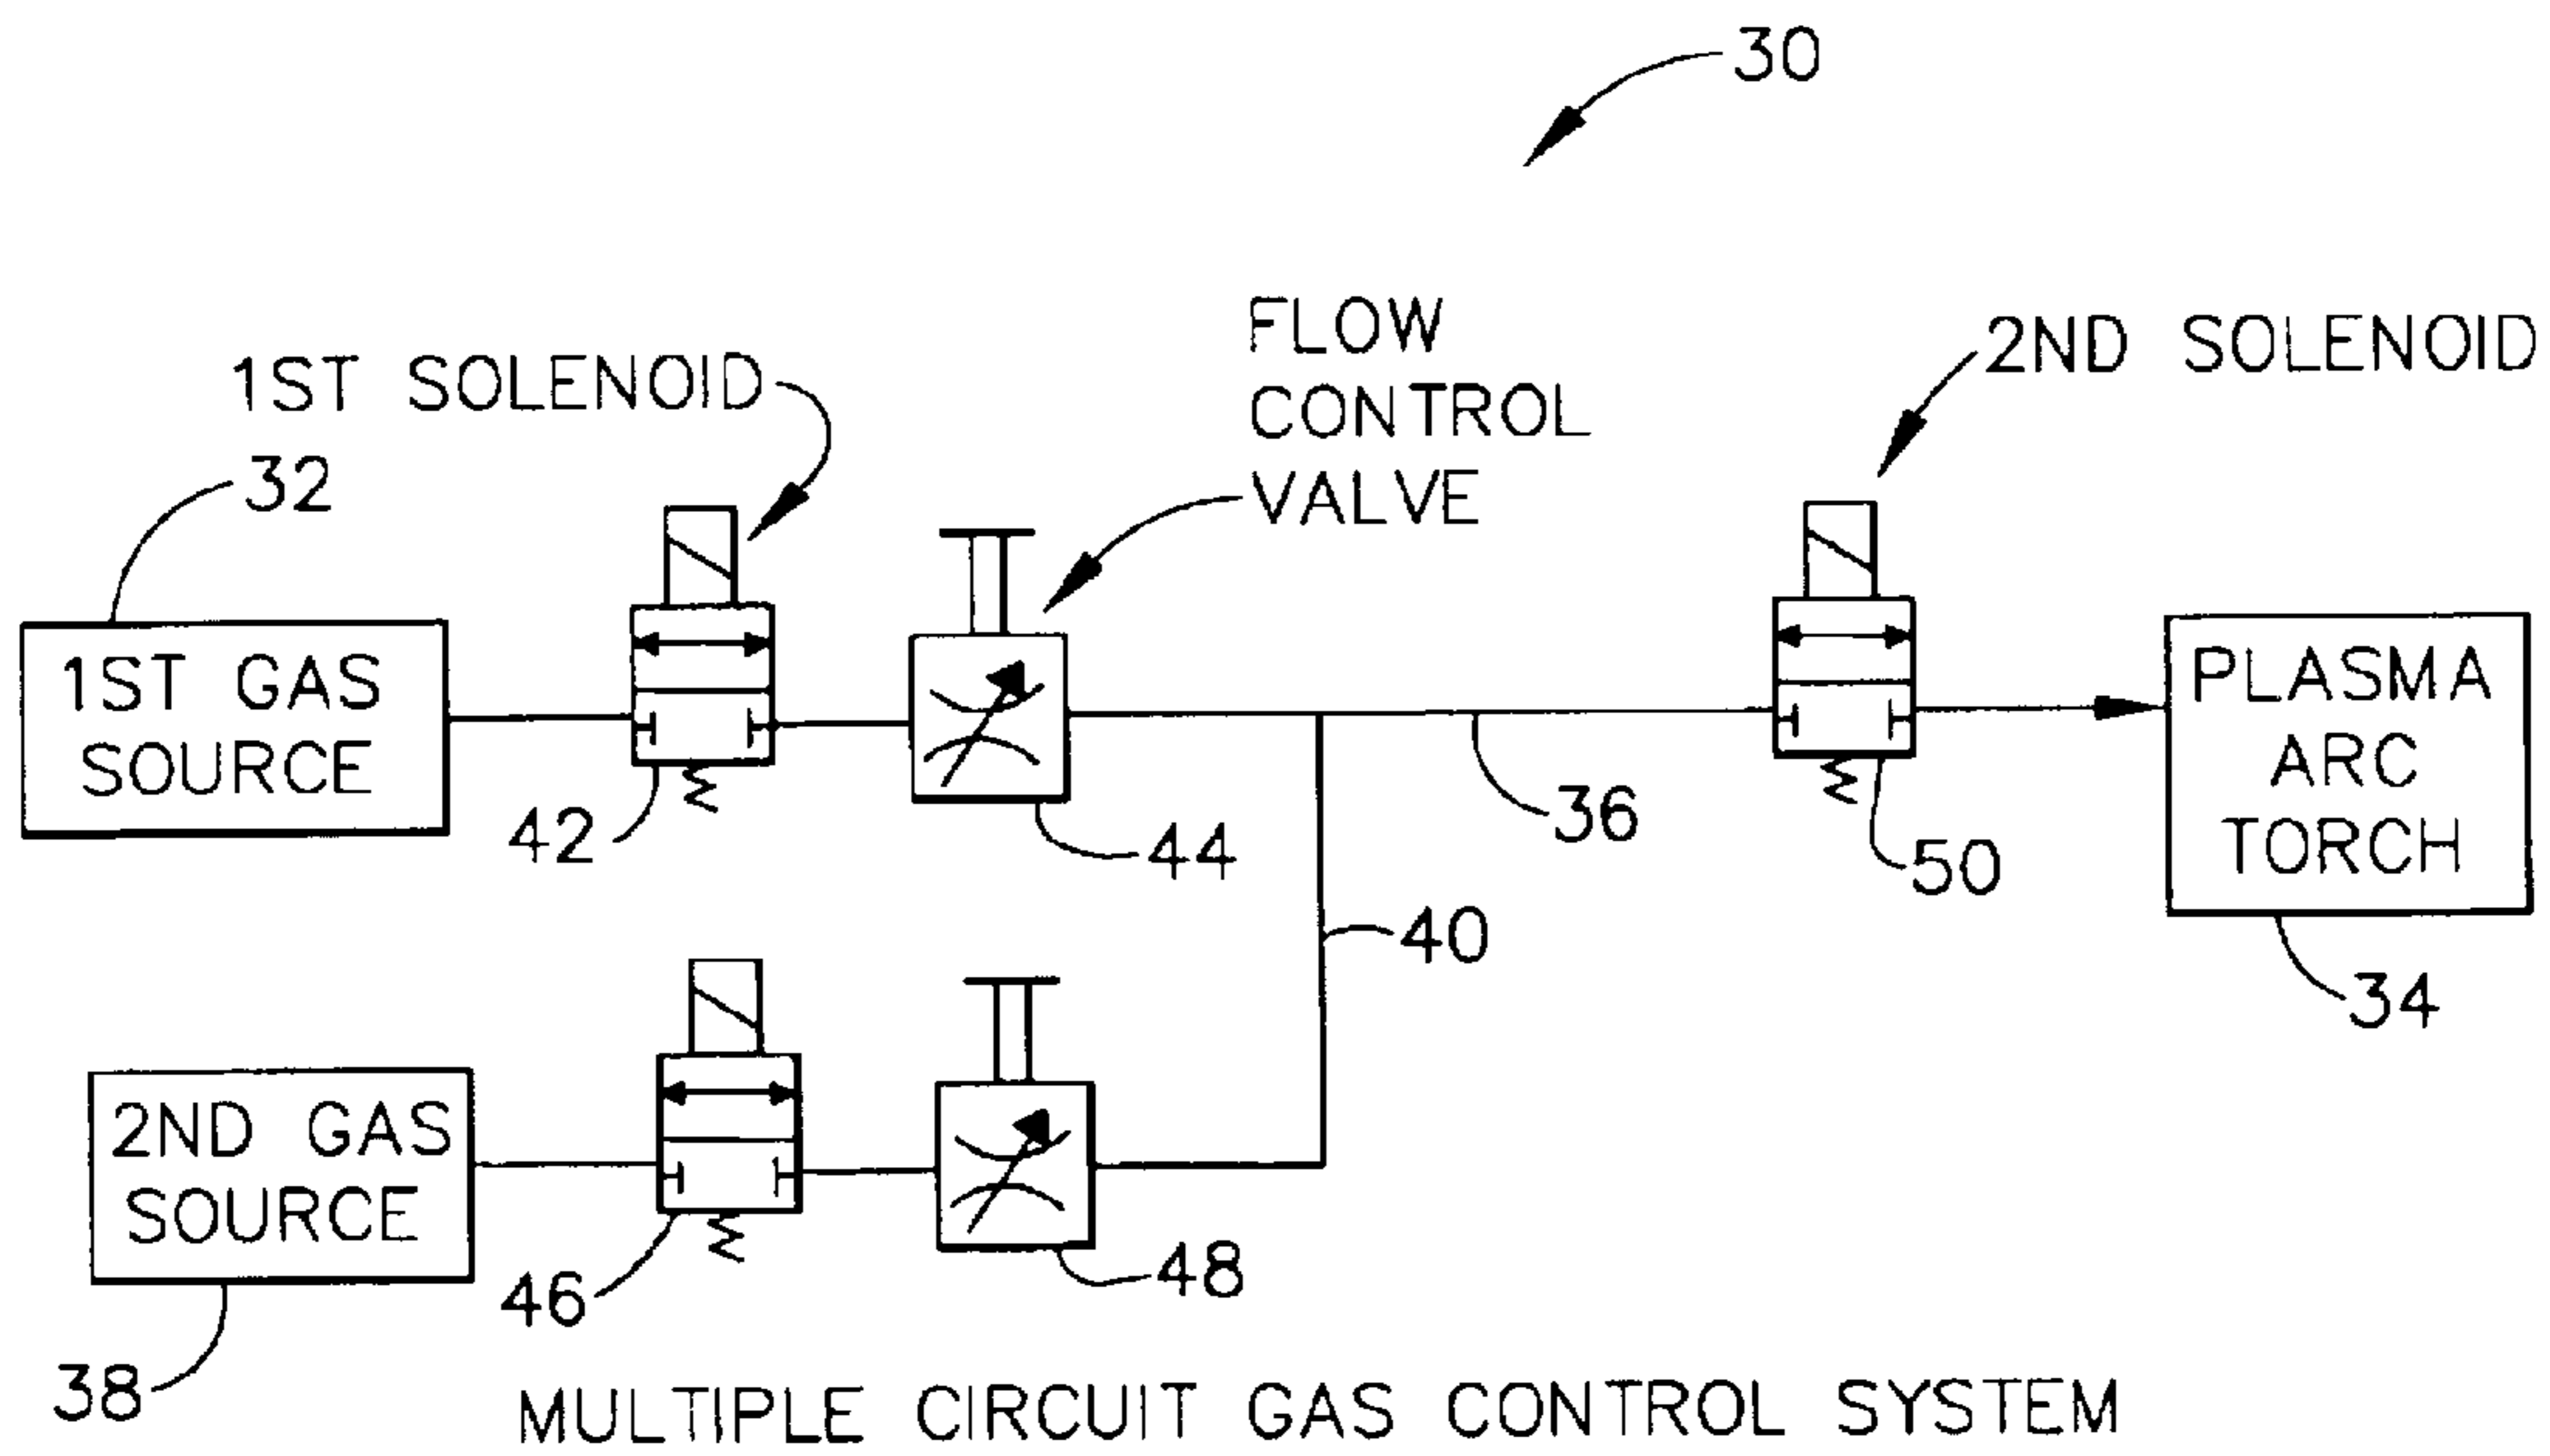 30
FLOW
CONTROL
VALVE
1ST SOLENOID
2ND SOLENOID
32
1ST GAS
SOURCE
42
44
36
50
PLASMA
ARC
TORCH
40
34
2ND GAS
SOURCE
46
48
38
MULTIPLE CIRCUIT GAS CONTROL SYSTEM